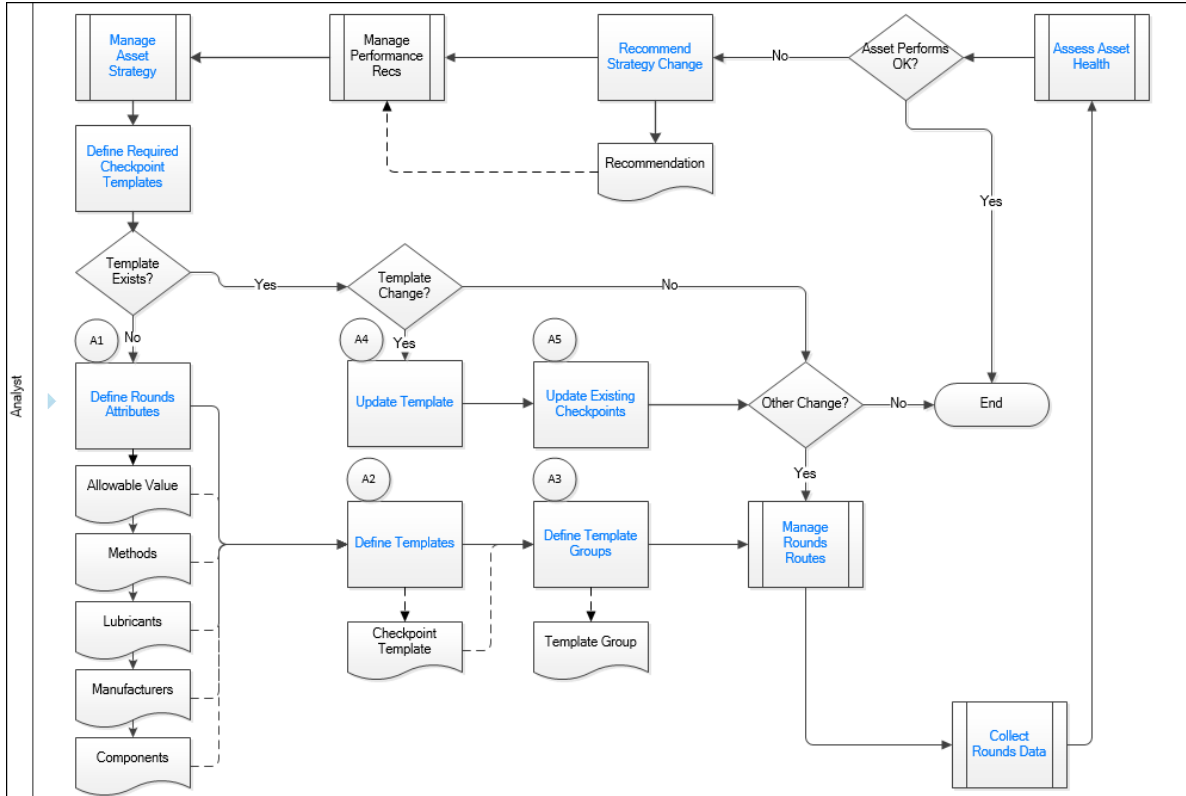 Analyst
Manage
Asset
Strategy
Manage
Performance
Recs
Recommend
Strategy Change
No
Asset Performs
OK?
Assess Asset
Health
Define Required
Checkpoint
Templates
Recommendation
Yes
Template
Exists?
Yes
Template
Change?
No
No
Yes
A1
A4
A5
Define Rounds
Attributes
Update Template
Update Existing
Checkpoints
Other Change?
No
End
Yes
Allowable Value
A2
A3
Methods
Define Templates
Define Template
Groups
Manage
Rounds
Routes
Lubricants
Checkpoint
Template
Template Group
Manufacturers
Components
Collect
Rounds Data